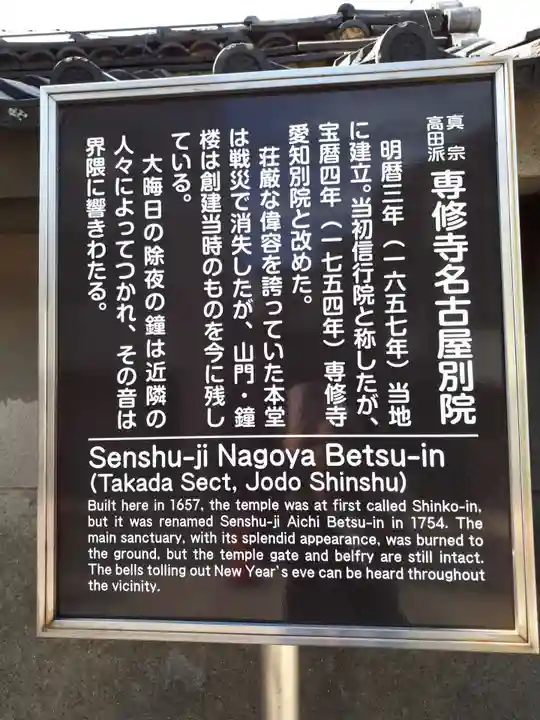 真宗
高田派
専修寺名古屋別院
明暦三年（一六五七年）当地
に建立。当初信行院と称したが、
宝暦四年（一七五四年）専修寺
愛知別院と改めた。
荘厳な偉容を誇っていた本堂
は戦災で消失したが、山門・鐘
楼は創建当時のものを今に残し
ている。
大晦日の除夜の鐘は近隣の
人々によってつかれ、その音は
界隈に響きわたる。
Senshu-ji Nagoya Betsu-in
(Takada Sect, Jodo Shinshu)
Built here in 1657, the temple was at first called Shinko-in,
but it was renamed Senshu-ji Aichi Betsu-in in 1754. The
main sanctuary, with its splendid appearance, was burned to
the ground, but the temple gate and belfry are still intact.
The bells tolling out New Year`s eve can be heard throughout
the vicinity.